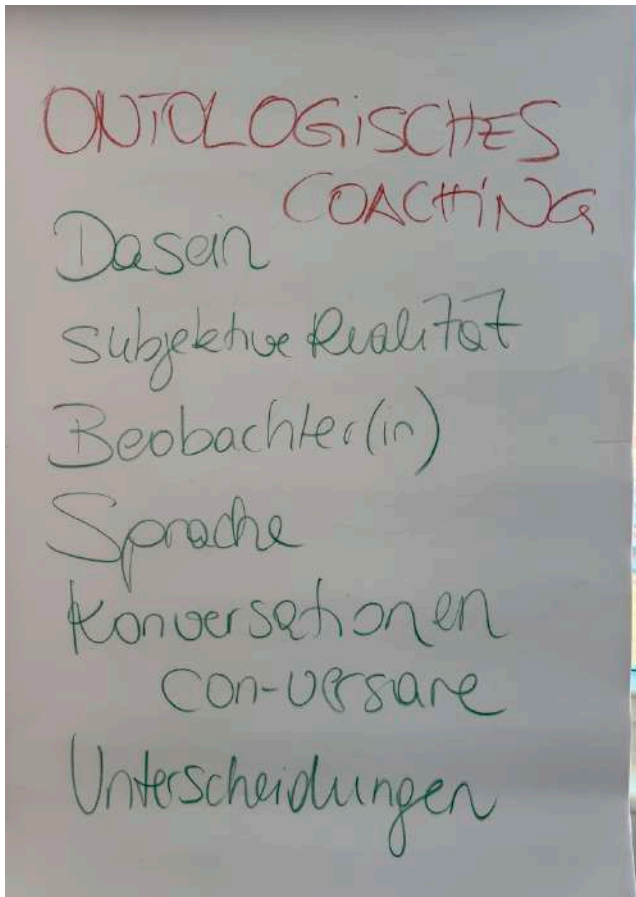 ONTOLOGISCHES
COACHING
Dasein
subjektive Realität
Beobachter(in)
Sprache
Konversationen
con-versare
Unterscheidungen